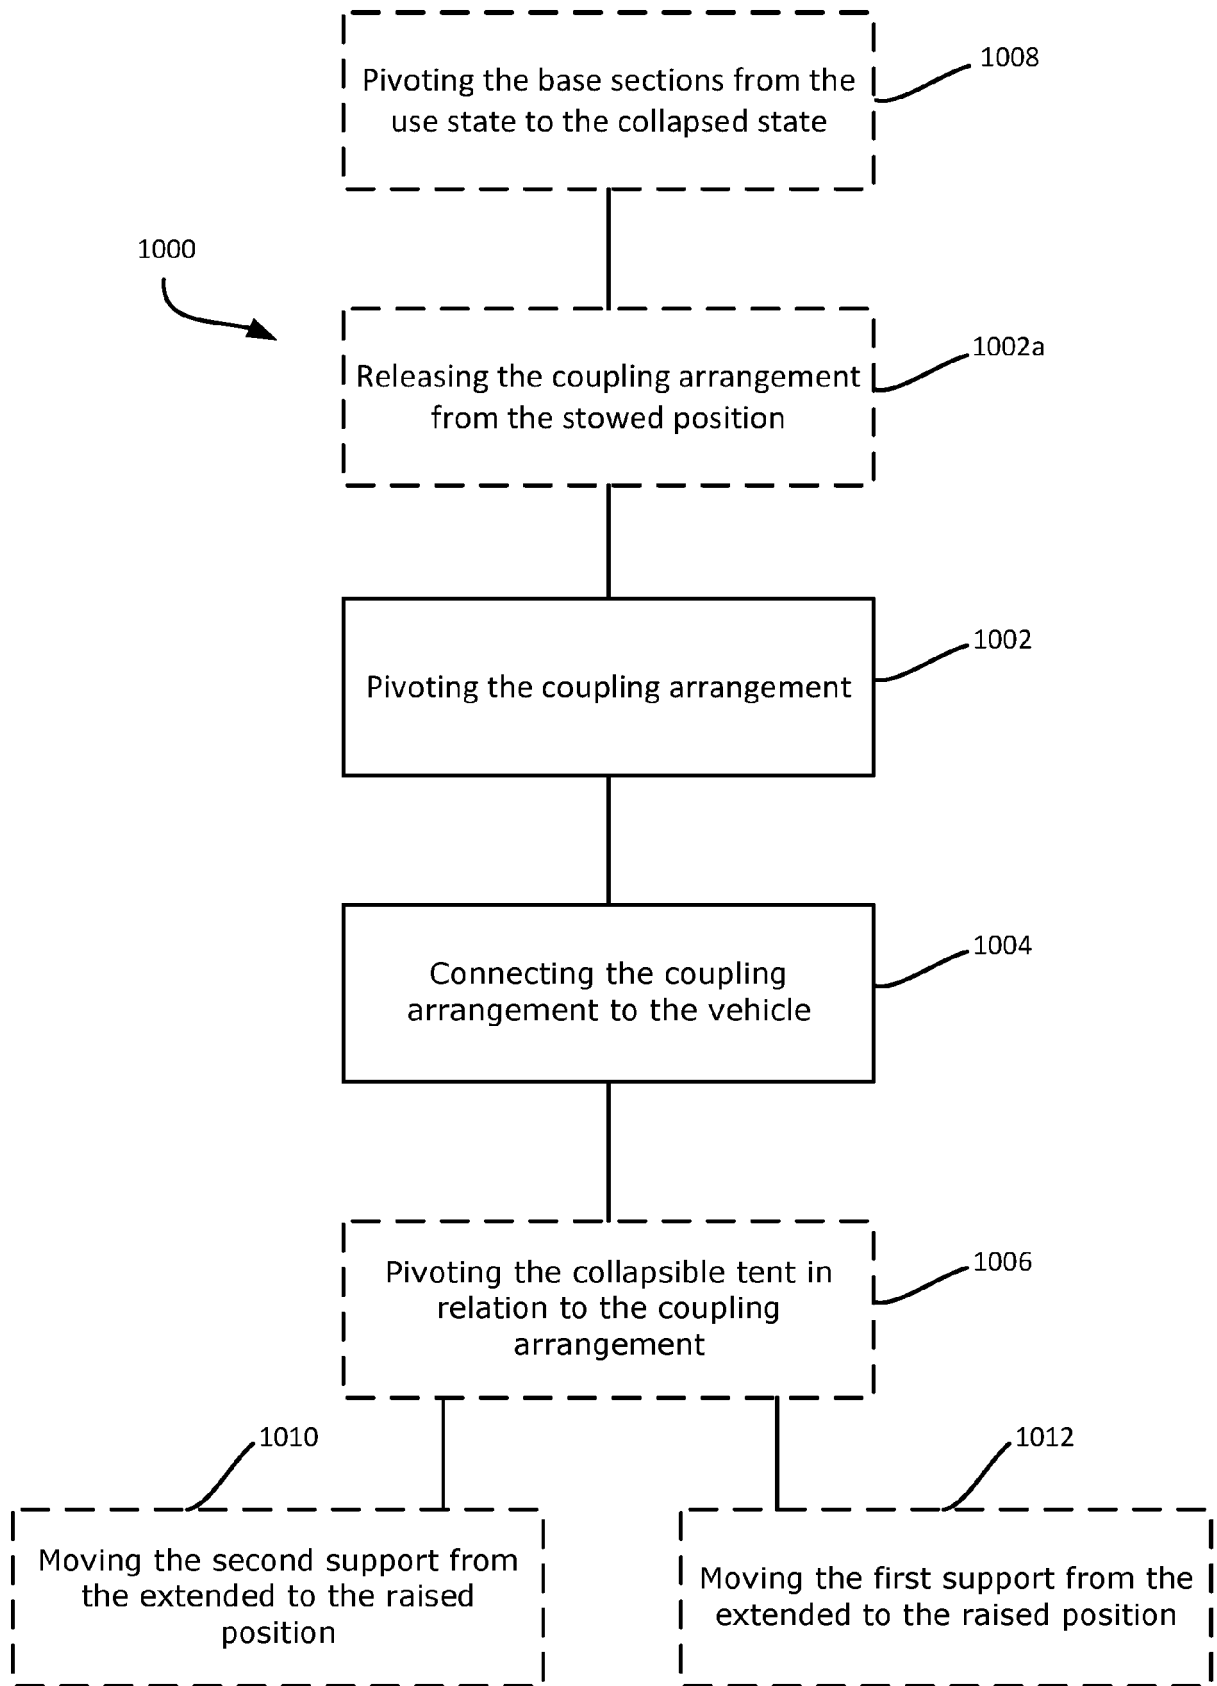 Pivoting the base sections from the
use state to the collapsed state
1008
1000
Releasing the coupling arrangement
from the stowed position
1002a
Pivoting the coupling arrangement
1002
Connecting the coupling
arrangement to the vehicle
1004
Pivoting the collapsible tent in
relation to the coupling
arrangement
1006
1010
1012
Moving the second support from
the extended to the raised
position
Moving the first support from the
extended to the raised position